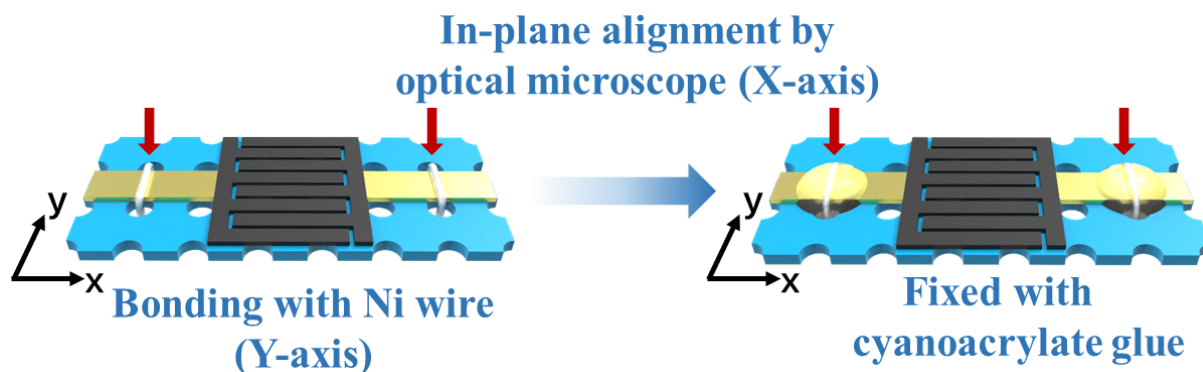 In-plane alignment by
optical microscope (X-axis)
y
x
Bonding with Ni wire
(Y-axis)
y
x
Fixed with
cyanoacrylate glue